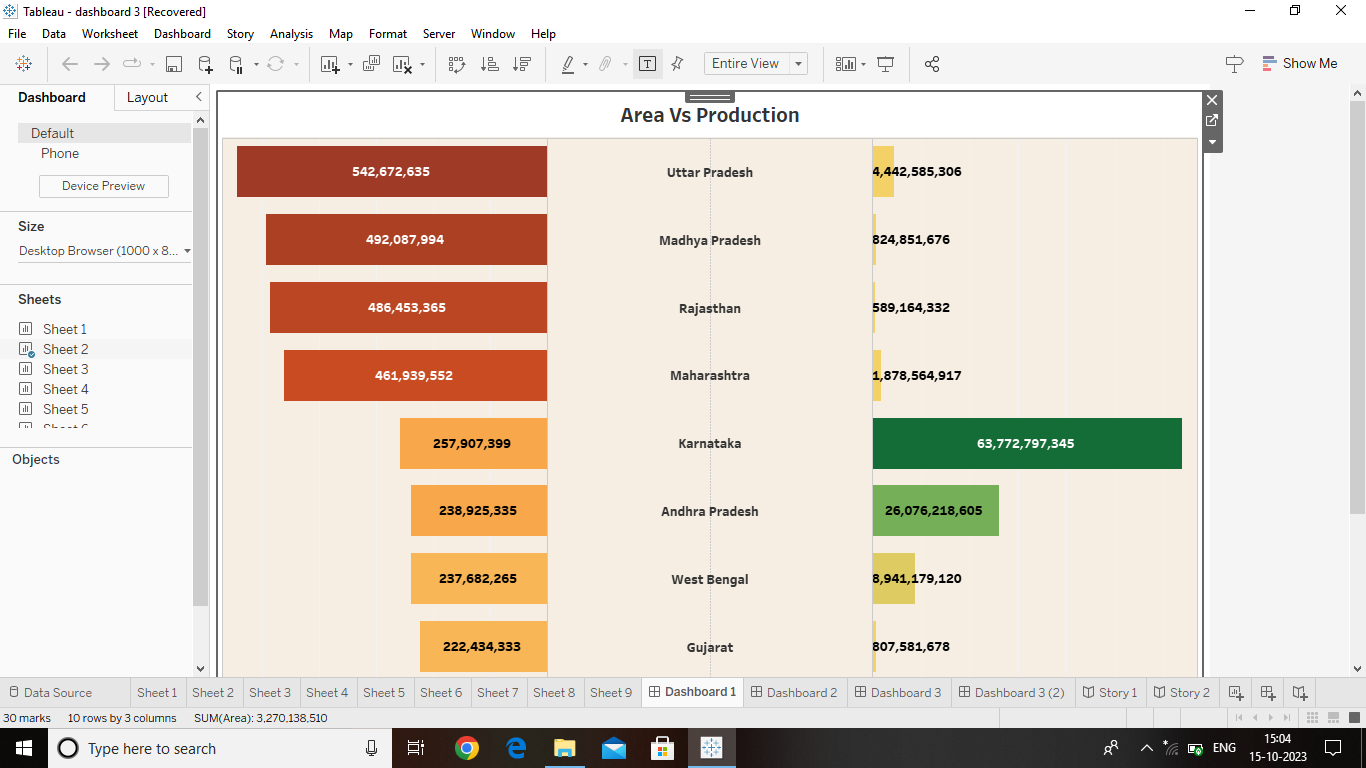 Tableau - dashboard 3 [Recovered]
File Data Worksheet Dashboard Story Analysis Map Format Server Window Help
Entire View
Show Me
Dashboard Layout
Default
Phone
Device Preview
Size
Desktop Browser (1000 x 8...
Sheets
Sheet 1
Sheet 2
Sheet 3
Sheet 4
Sheet 5
Objects
Area Vs Production
542,672,635 Uttar Pradesh 4,442,585,306
492,087,994 Madhya Pradesh 824,851,676
486,453,365 Rajasthan 589,164,332
461,939,552 Maharashtra 1,878,564,917
257,907,399 Karnataka 63,772,797,345
238,925,335 Andhra Pradesh 26,076,218,605
237,682,265 West Bengal 8,941,179,120
222,434,333 Gujarat 807,581,678
Data Source Sheet 1 Sheet 2 Sheet 3 Sheet 4 Sheet 5 Sheet 6 Sheet 7 Sheet 8 Sheet 9 Dashboard 1 Dashboard 2 Dashboard 3 Dashboard 3 (2) Story 1 Story 2
30 marks 10 rows by 3 columns SUM(Area): 3,270,138,510
Type here to search
ENG
15:04
15-10-2023